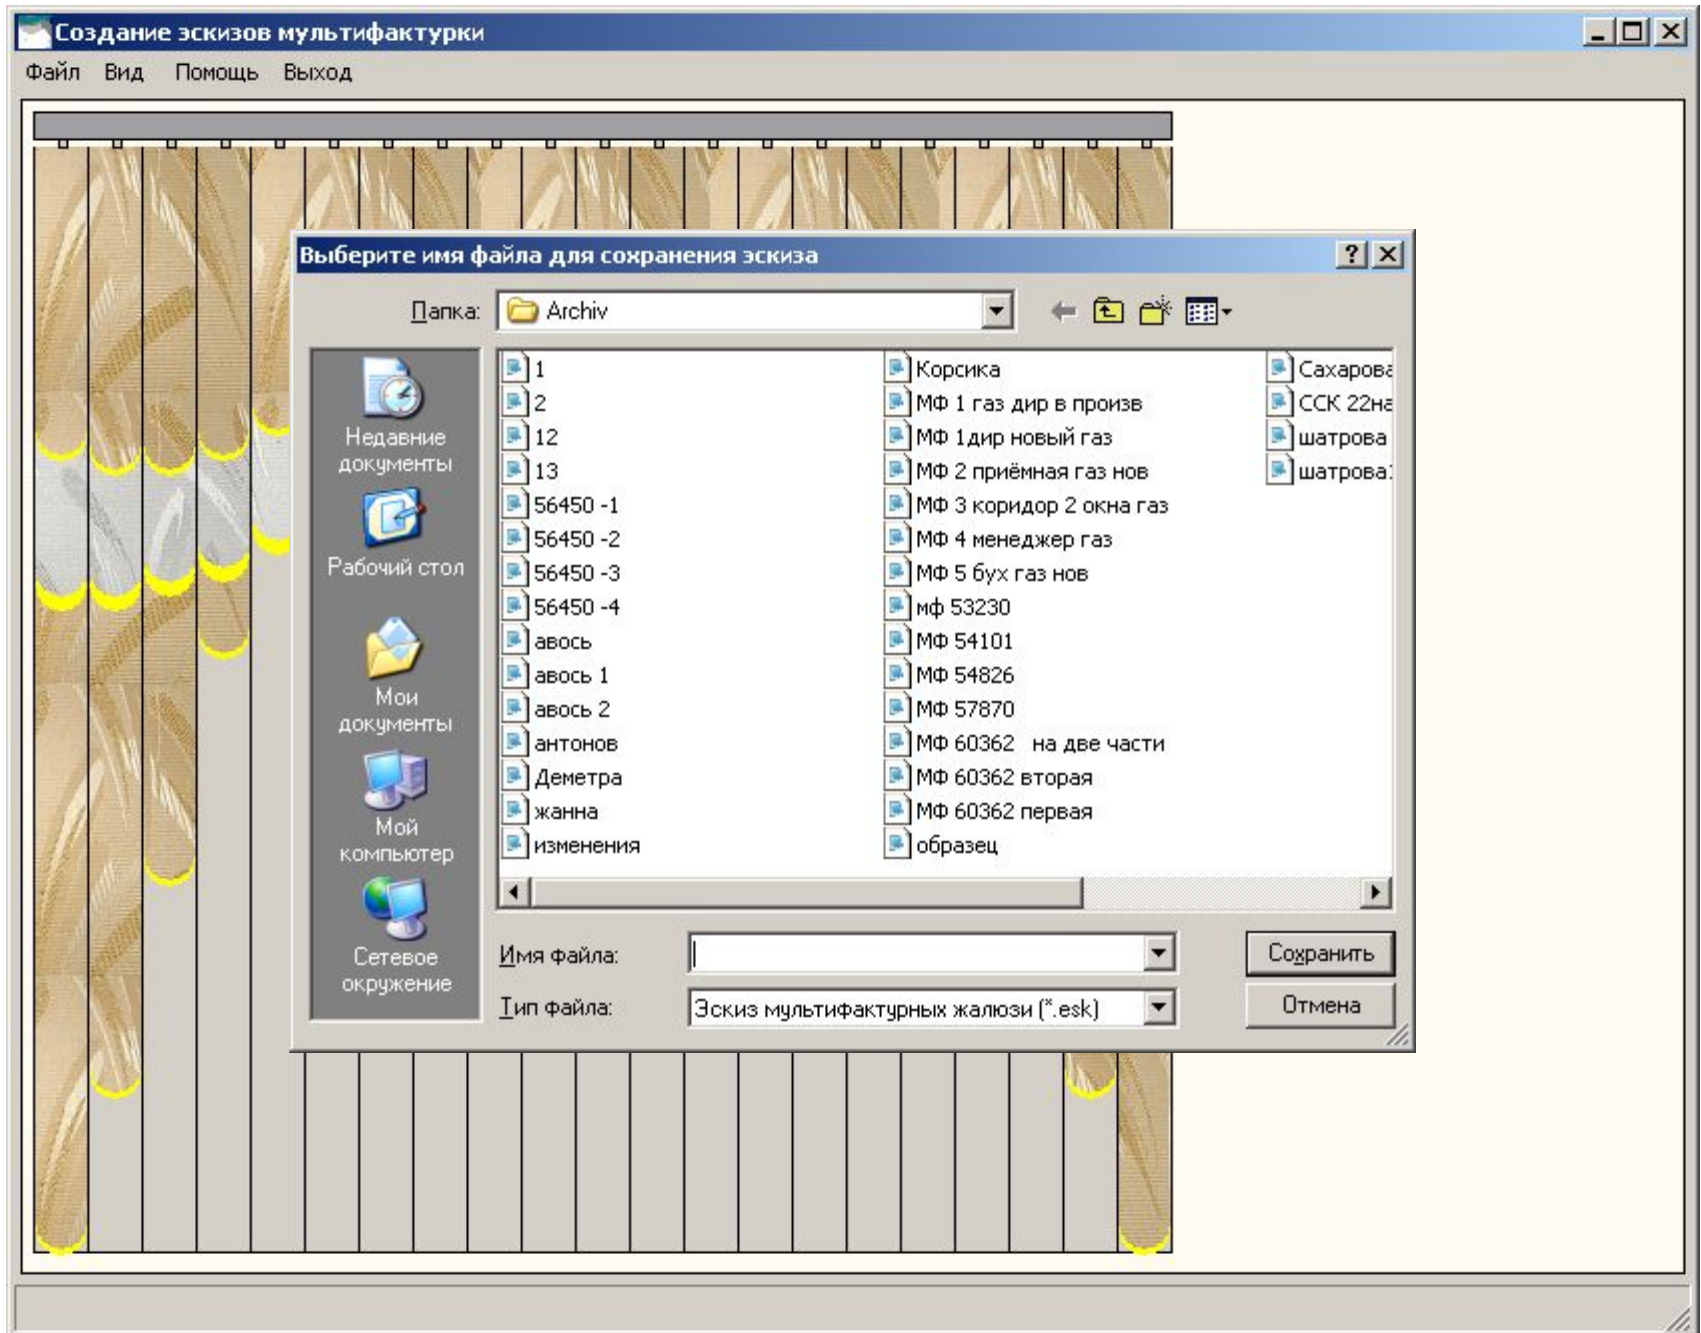 Создание эскизов мультифактурки
Файл Вид Помощь Выход
Выберите имя файла для сохранения эскиза
Папка: Archiv
Недавние документы
Рабочий стол
Мои документы
Мой компьютер
Сетевое окружение
1
2
12
13
56450 -1
56450 -2
56450 -3
56450 -4
авось
авось 1
авось 2
антонов
Деметра
жанна
изменения
Корсика
МФ 1 газ дир в произв
МФ 1дир новый газ
МФ 2 приёмная газ нов
МФ 3 коридор 2 окна газ
МФ 4 менеджер газ
МФ 5 бух газ нов
мф 53230
МФ 54101
МФ 54826
МФ 57870
МФ 60362 на две части
МФ 60362 вторая
МФ 60362 первая
образец
Сахарова
ССК 22на
шатрова
шатрова
Имя файла:
Сохранить
Тип файла: Эскиз мультифактурных жалюзи (*.esk)
Отмена